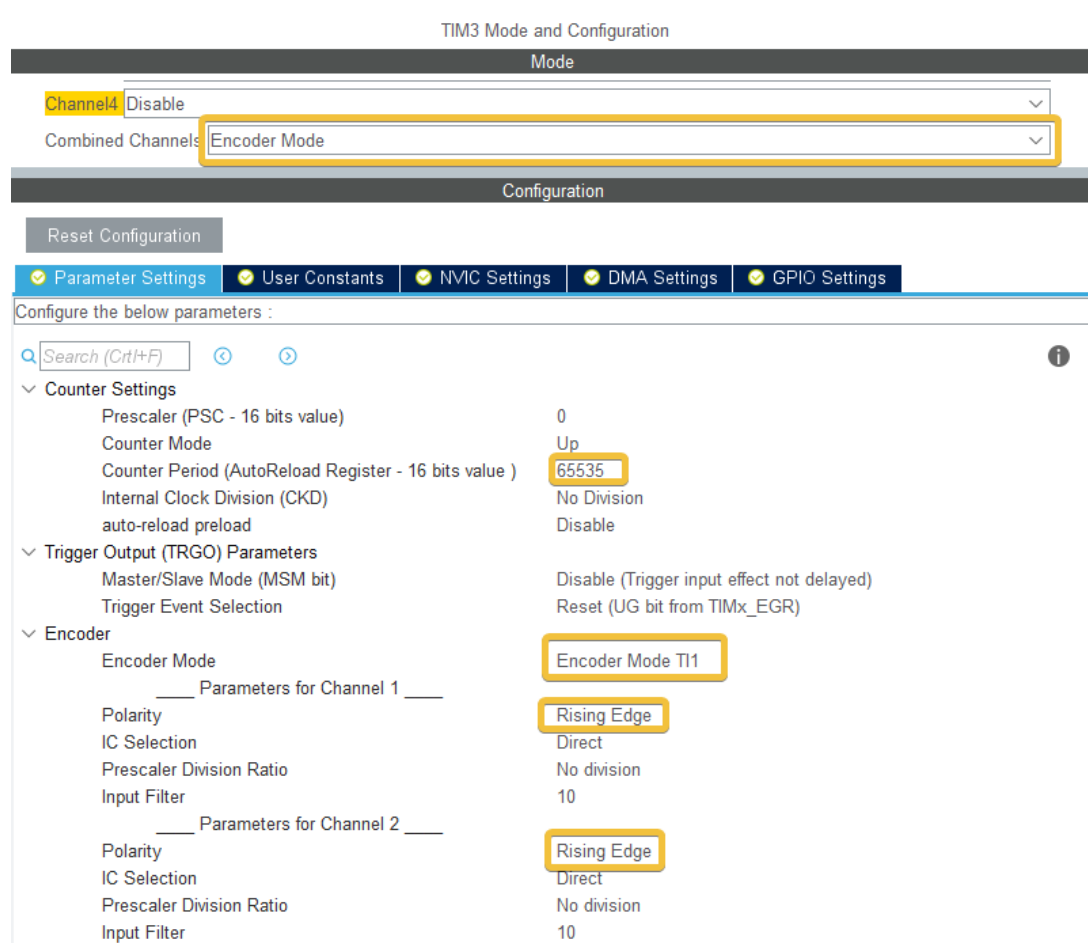 TIM3 Mode and Configuration
Mode
Channel4 Disable
Combined Channels Encoder Mode
Configuration
Reset Configuration
Parameter Settings User Constants NVIC Settings DMA Settings GPIO Settings
Configure the below parameters :
Search (Crtl+F)
Counter Settings
Prescaler (PSC - 16 bits value) 0
Counter Mode Up
Counter Period (AutoReload Register - 16 bits value ) 65535
Internal Clock Division (CKD) No Division
auto-reload preload Disable
Trigger Output (TRGO) Parameters
Master/Slave Mode (MSM bit) Disable (Trigger input effect not delayed)
Trigger Event Selection Reset (UG bit from TIMx_EGR)
Encoder
Encoder Mode Encoder Mode TI1
____ Parameters for Channel 1 ____
Polarity Rising Edge
IC Selection Direct
Prescaler Division Ratio No division
Input Filter 10
____ Parameters for Channel 2 ____
Polarity Rising Edge
IC Selection Direct
Prescaler Division Ratio No division
Input Filter 10